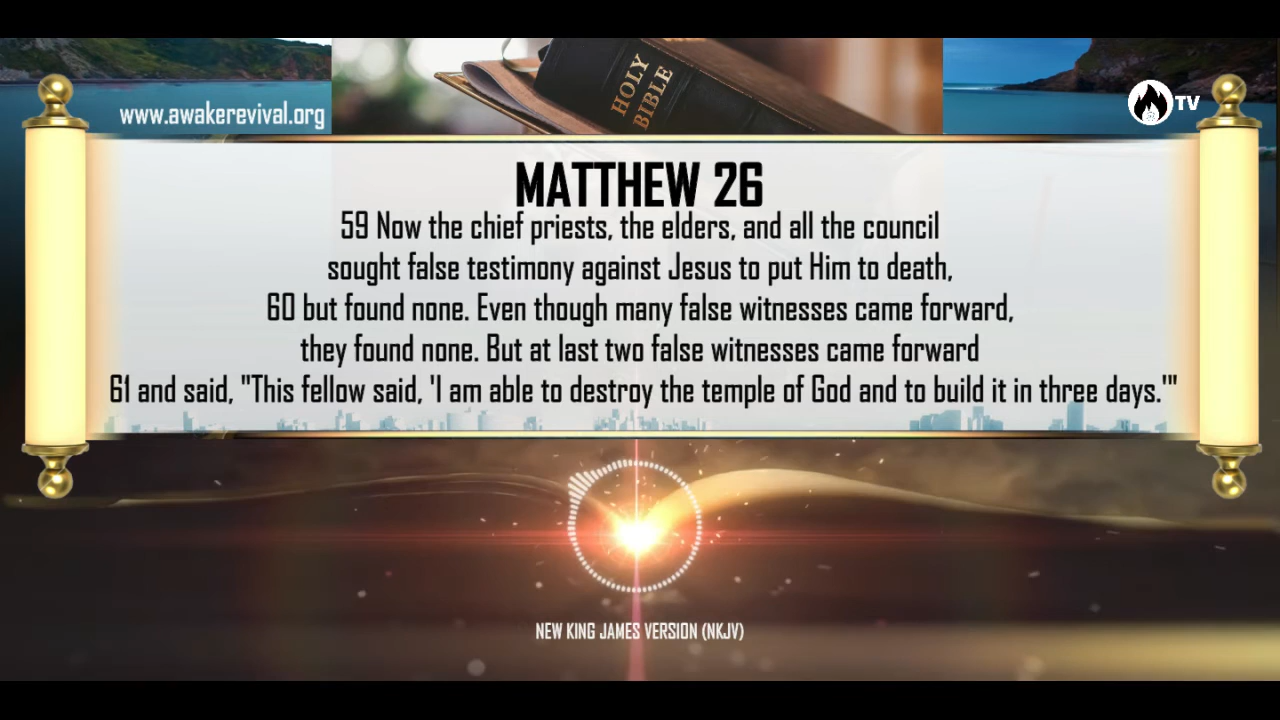 HOLY
BIBLE
www.awakerevival.org
TV
MATTHEW 26
59 Now the chief priests, the elders, and all the council
sought false testimony against Jesus to put Him to death,
60 but found none. Even though many false witnesses came forward,
they found none. But at last two false witnesses came forward
61 and said, "This fellow said, 'I am able to destroy the temple of God and to build it in three days.'"
NEW KING JAMES VERSION (NKJV)